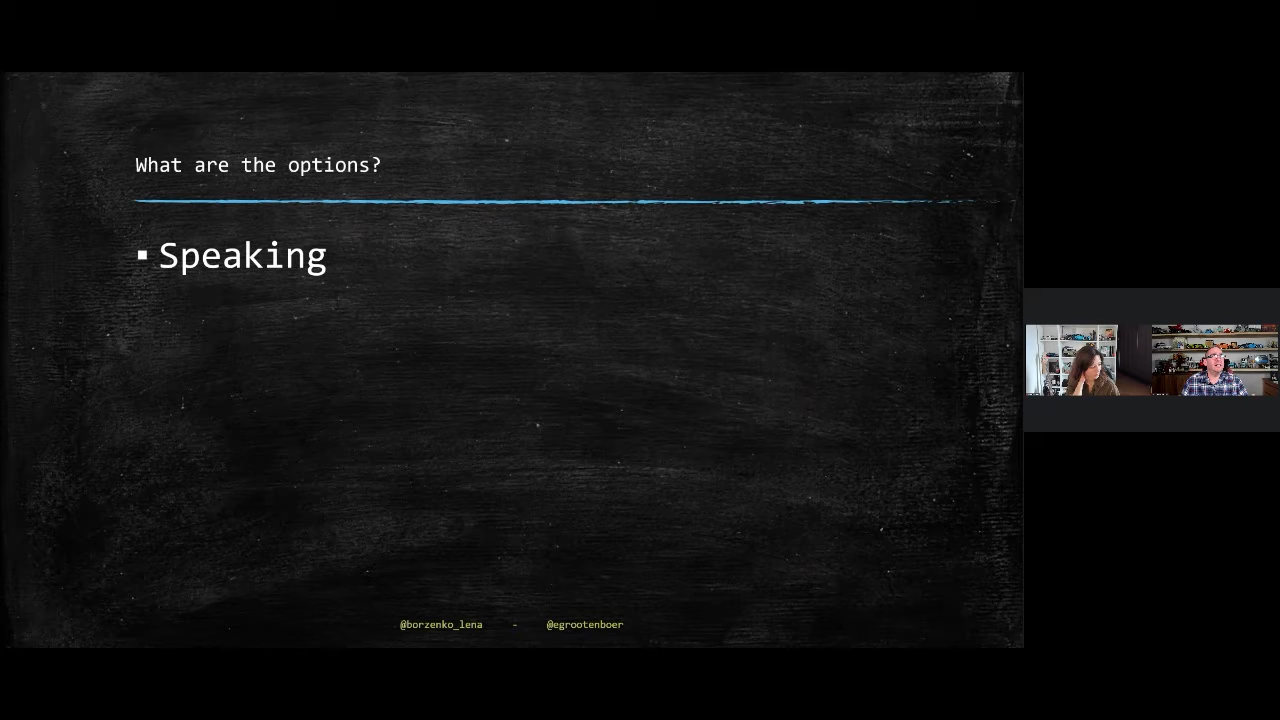 What are the options?
▪ Speaking
@borzenko_lena - @egrootenboer